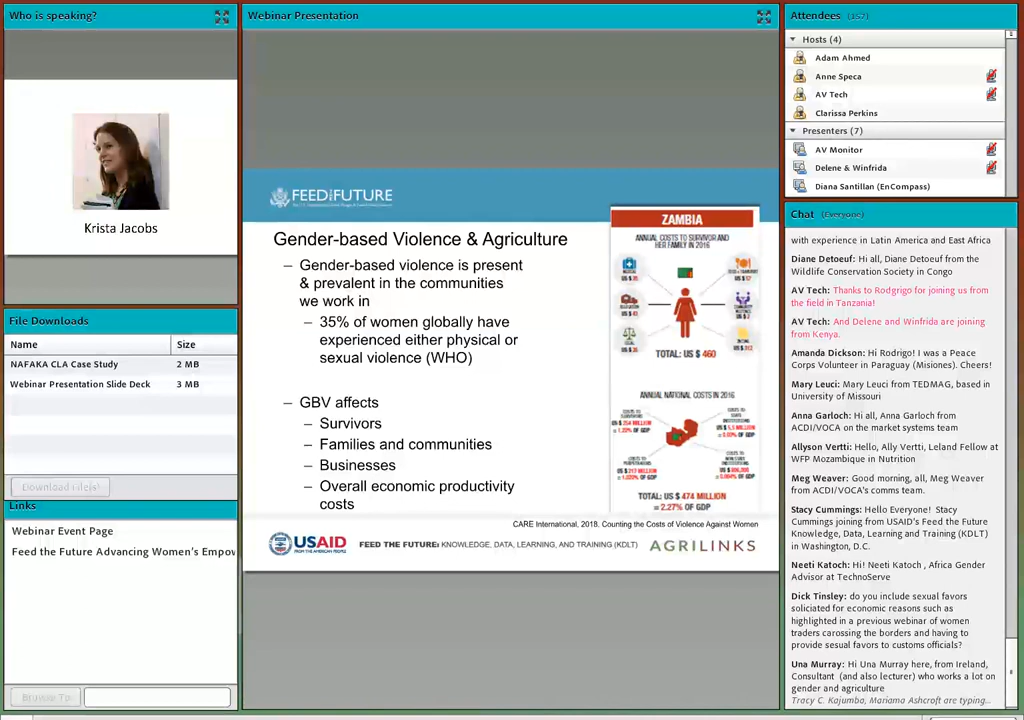 Who is speaking?
Krista Jacobs
File Downloads
Name Size
NAFAKA CLA Case Study 2 MB
Webinar Presentation Slide Deck 3 MB
Download File(s)
Links
Webinar Event Page
Feed the Future Advancing Women's Empow
Browse To
Webinar Presentation
FEED THE FUTURE
Gender-based Violence & Agriculture
– Gender-based violence is present
& prevalent in the communities
we work in
– 35% of women globally have
experienced either physical or
sexual violence (WHO)
– GBV affects
– Survivors
– Families and communities
– Businesses
– Overall economic productivity
costs
ZAMBIA
ANNUAL COSTS TO SURVIVOR AND
HER FAMILY IN 2016
TOTAL: US $ 460
ANNUAL NATIONAL COSTS IN 2016
TOTAL: US $ 474 MILLION
= 2.27% OF GDP
CARE International, 2018. Counting the Costs of Violence Against Women
USAID
FROM THE AMERICAN PEOPLE
FEED THE FUTURE: KNOWLEDGE, DATA, LEARNING, AND TRAINING (KDLT)
AGRILINKS
Attendees (157)
Hosts (4)
Adam Ahmed
Anne Speca
AV Tech
Clarissa Perkins
Presenters (7)
AV Monitor
Delene & Winfrida
Diana Santillan (EnCompass)
Chat (Everyone)
with experience in Latin America and East Africa
Diane Detoeuf: Hi all, Diane Detoeuf from the
Wildlife Conservation Society in Congo
AV Tech: Thanks to Rodgrigo for joining us from
the field in Tanzania!
AV Tech: And Delene and Winfrida are joining
from Kenya.
Amanda Dickson: Hi Rodrigo! I was a Peace
Corps Volunteer in Paraguay (Misiones). Cheers!
Mary Leuci: Mary Leuci from TEDMAG, based in
University of Missouri
Anna Garloch: Hi all, Anna Garloch from
ACDI/VOCA on the market systems team
Allyson Vertti: Hello, Ally Vertti, Leland Fellow at
WFP Mozambique in Nutrition
Meg Weaver: Good morning, all, Meg Weaver
from ACDI/VOCA's comms team.
Stacy Cummings: Hello Everyone! Stacy
Cummings joining from USAID's Feed the Future
Knowledge, Data, Learning and Training (KDLT)
in Washington, D.C.
Neeti Katoch: Hi! Neeti Katoch , Africa Gender
Advisor at TechnoServe
Dick Tinsley: do you include sexual favors
soliciated for economic reasons such as
highlighted in a previous webinar of women
traders carossing the borders and having to
provide sesual favors to customs officials?
Una Murray: Hi Una Murray here, from Ireland,
Consultant (and also lecturer) who works a lot on
gender and agriculture
Tracy C. Kajumba, Mariama Ashcroft are typing...